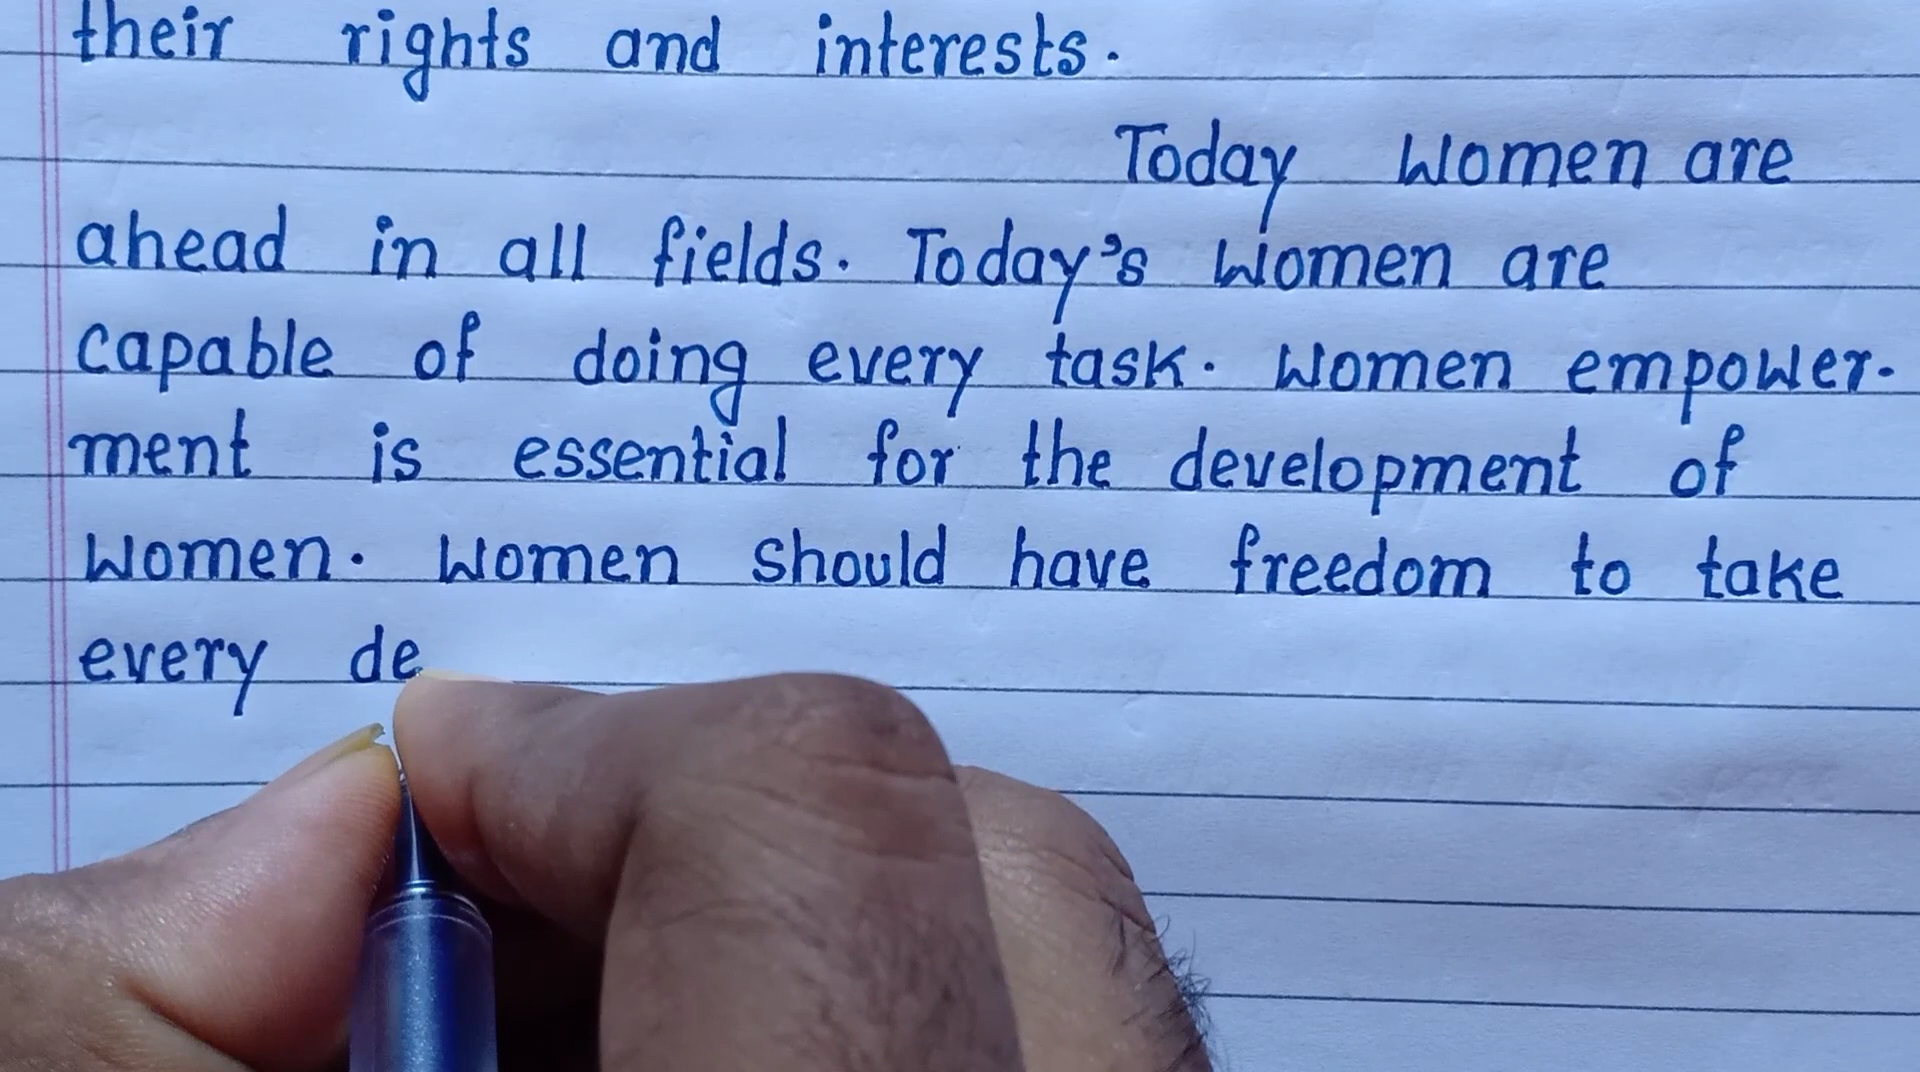 their rights and interests.
Today Women are
ahead in all fields. Today's Women are
capable of doing every task. Women empower-
ment is essential for the development of
Women. Women should have freedom to take
every de